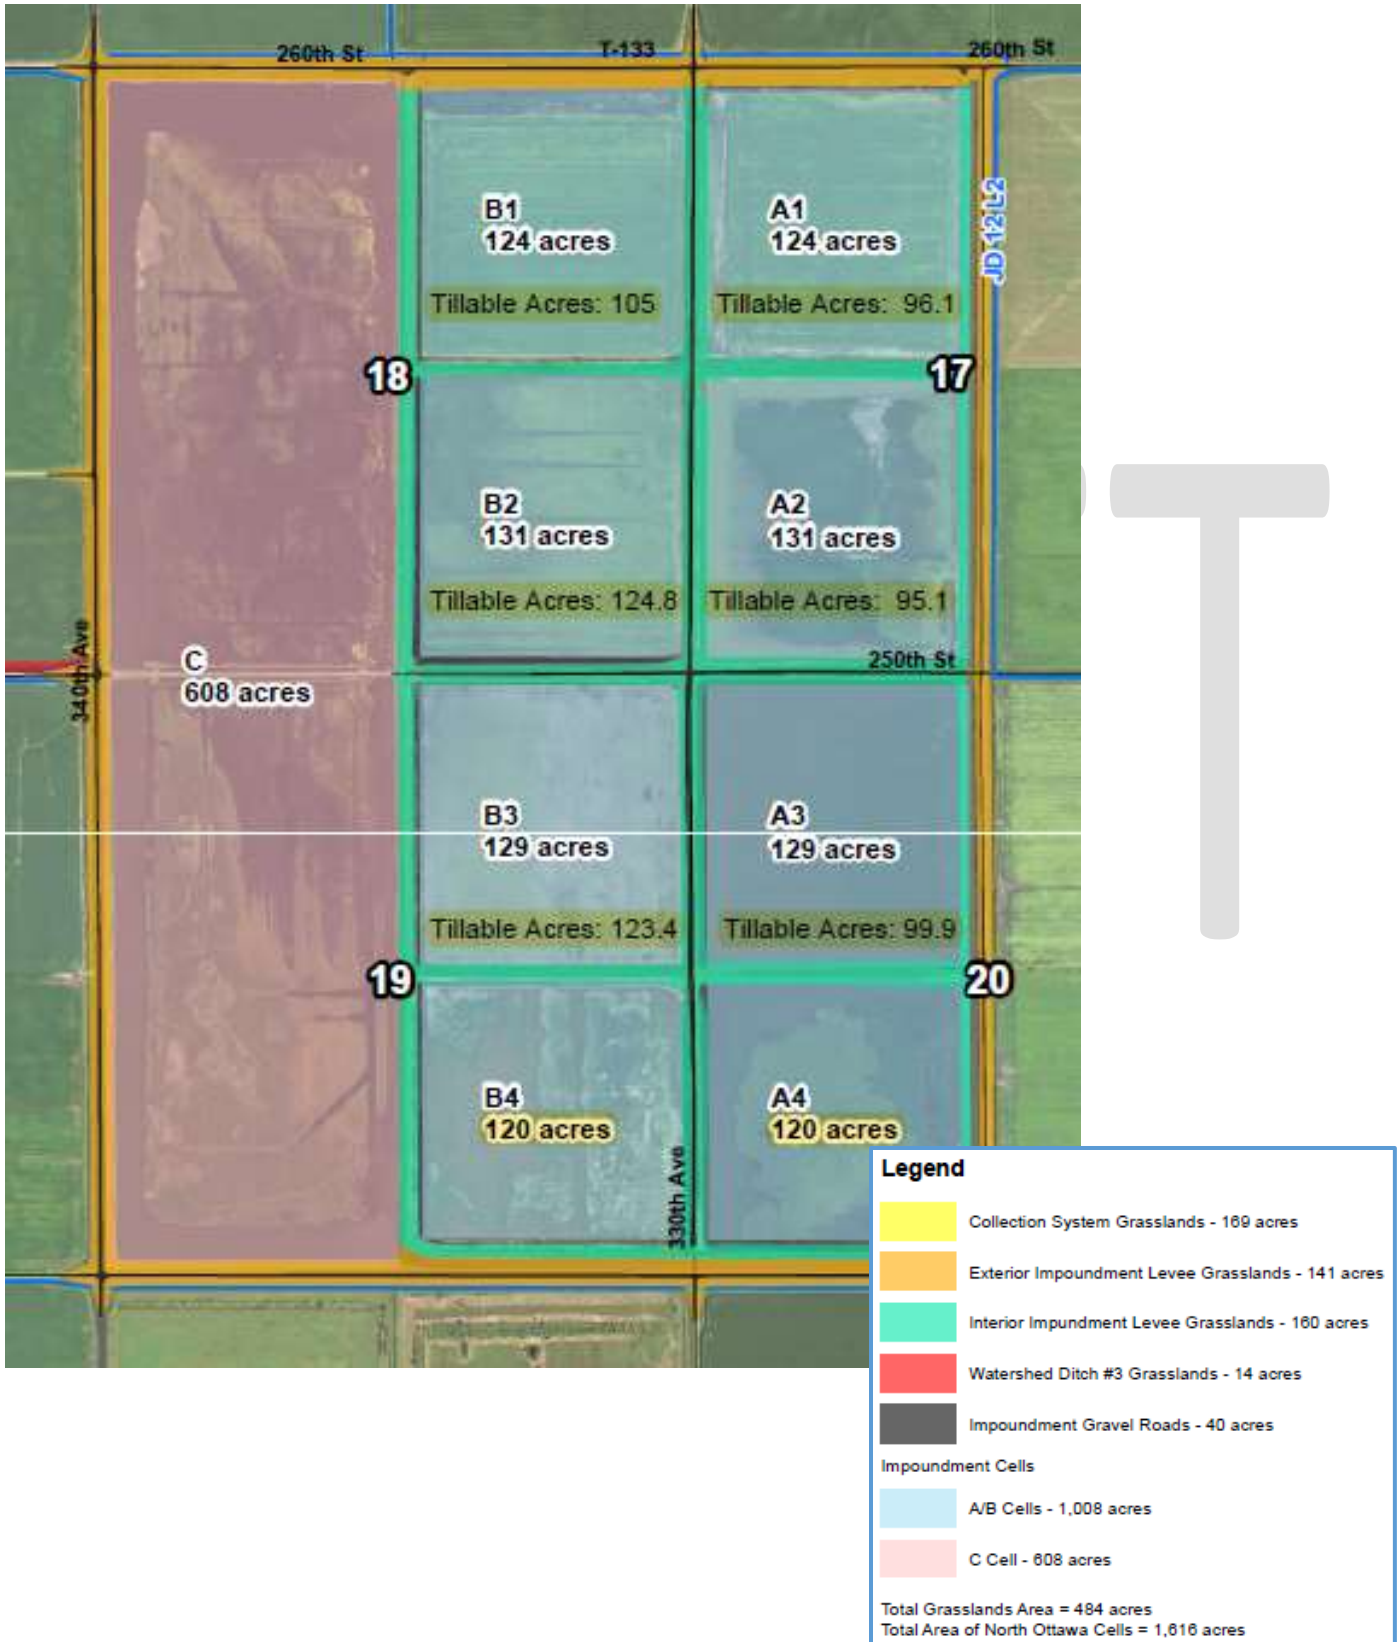 260th St
T-133
260th St
JD 12 L2
B1
124 acres
Tillable Acres: 105
A1
124 acres
Tillable Acres: 96.1
18
17
B2
131 acres
Tillable Acres: 124.8
A2
131 acres
Tillable Acres: 95.1
250th St
340th Ave
C
608 acres
B3
129 acres
Tillable Acres: 123.4
A3
129 acres
Tillable Acres: 99.9
19
20
B4
120 acres
A4
120 acres
330th Ave
T
Legend
Collection System Grasslands - 169 acres
Exterior Impoundment Levee Grasslands - 141 acres
Interior Impundment Levee Grasslands - 160 acres
Watershed Ditch #3 Grasslands - 14 acres
Impoundment Gravel Roads - 40 acres
Impoundment Cells
A/B Cells - 1,008 acres
C Cell - 608 acres
Total Grasslands Area = 484 acres
Total Area of North Ottawa Cells = 1,616 acres